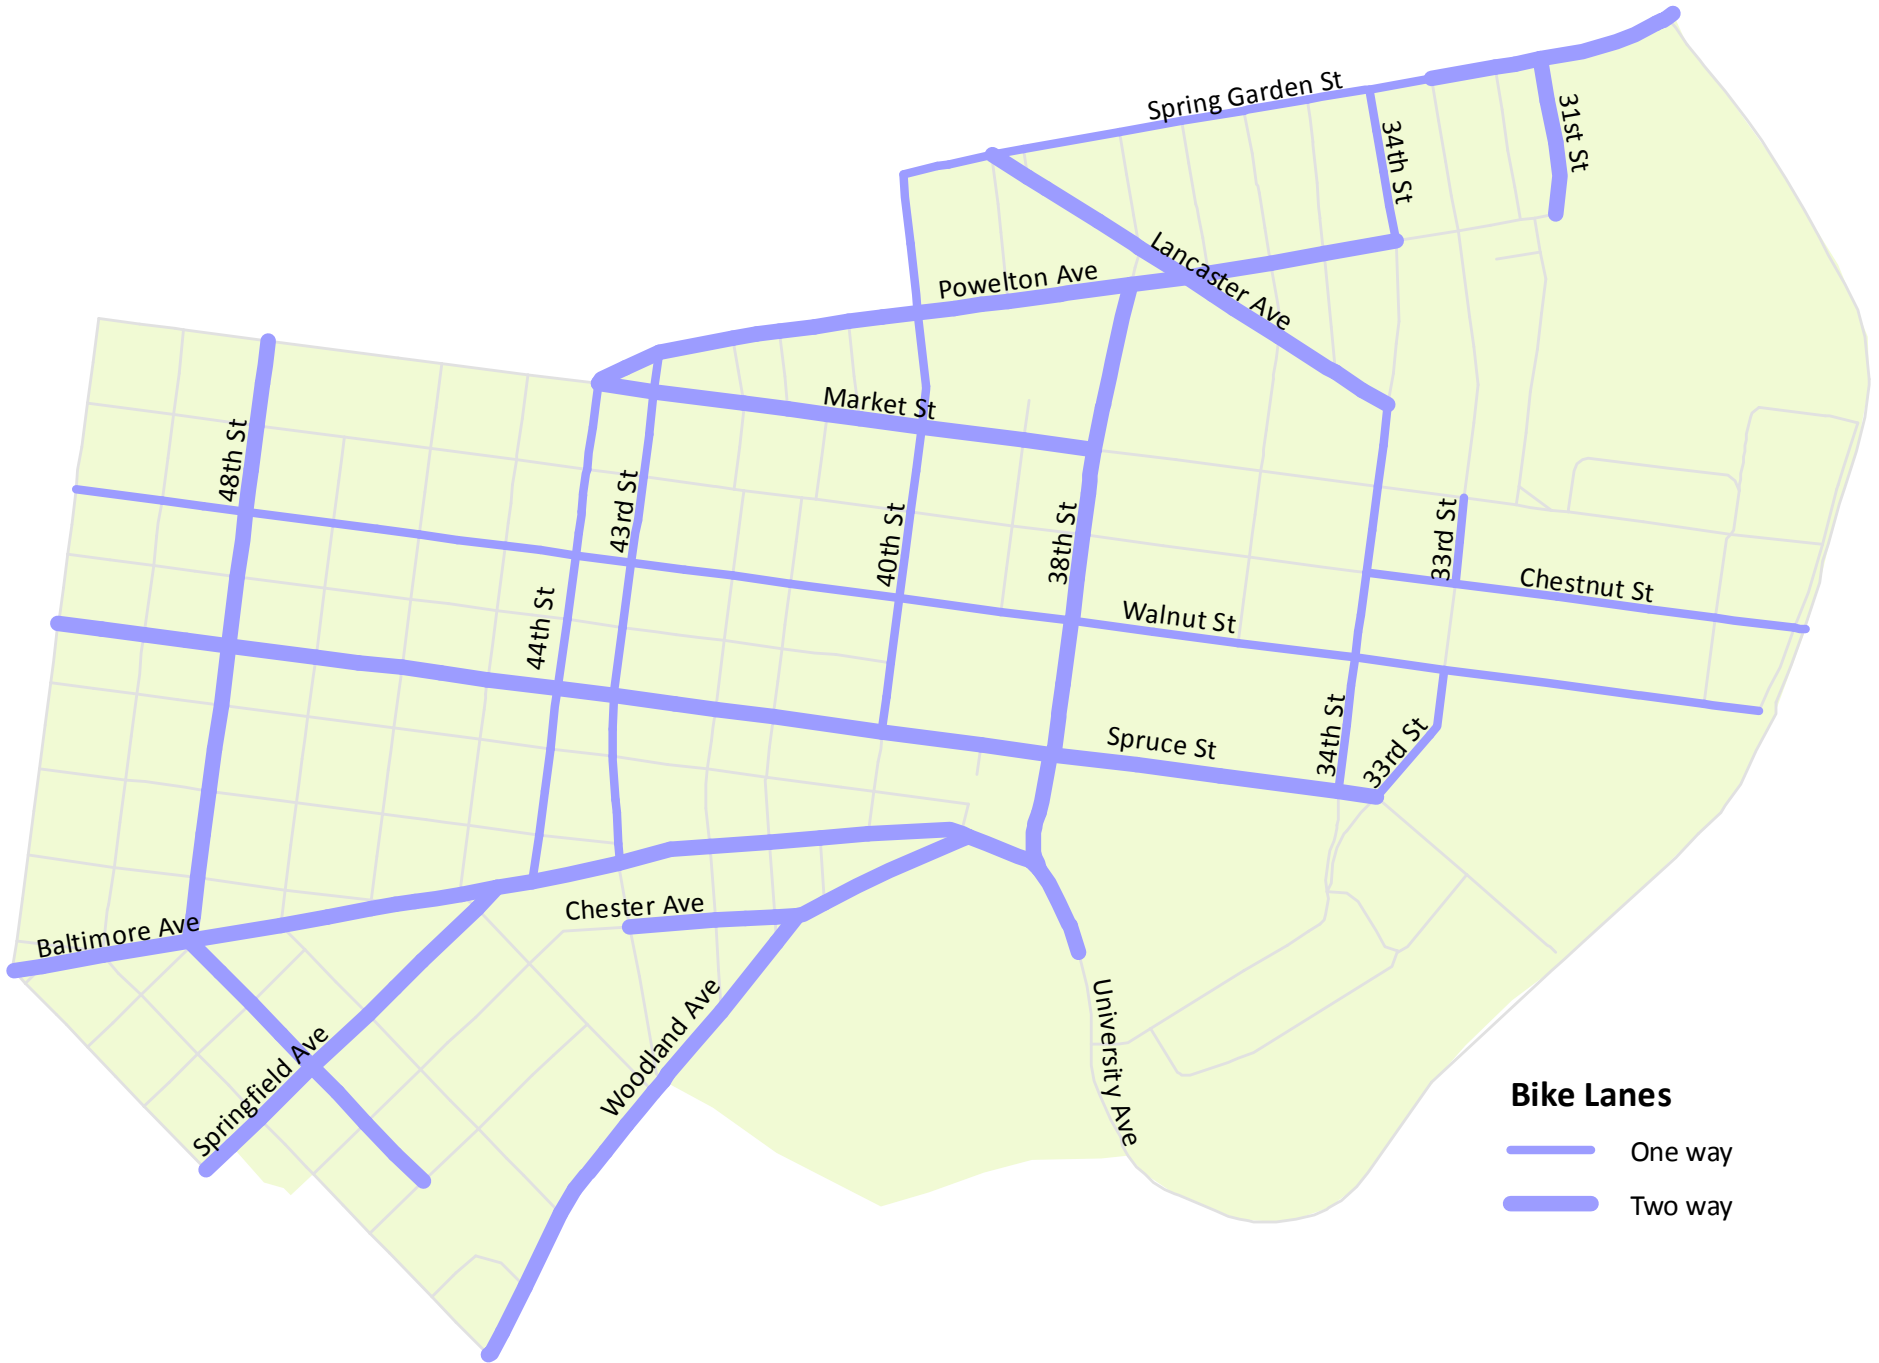 Spring Garden St
31st St
34th St
Lancaster Ave
Powelton Ave
Market St
48th St
43rd St
40th St
38th St
33rd St
Chestnut St
44th St
Walnut St
34th St
33rd St
Spruce St
Chester Ave
Baltimore Ave
University Ave
Woodland Ave
Springfield Ave
Bike Lanes
One way
Two way